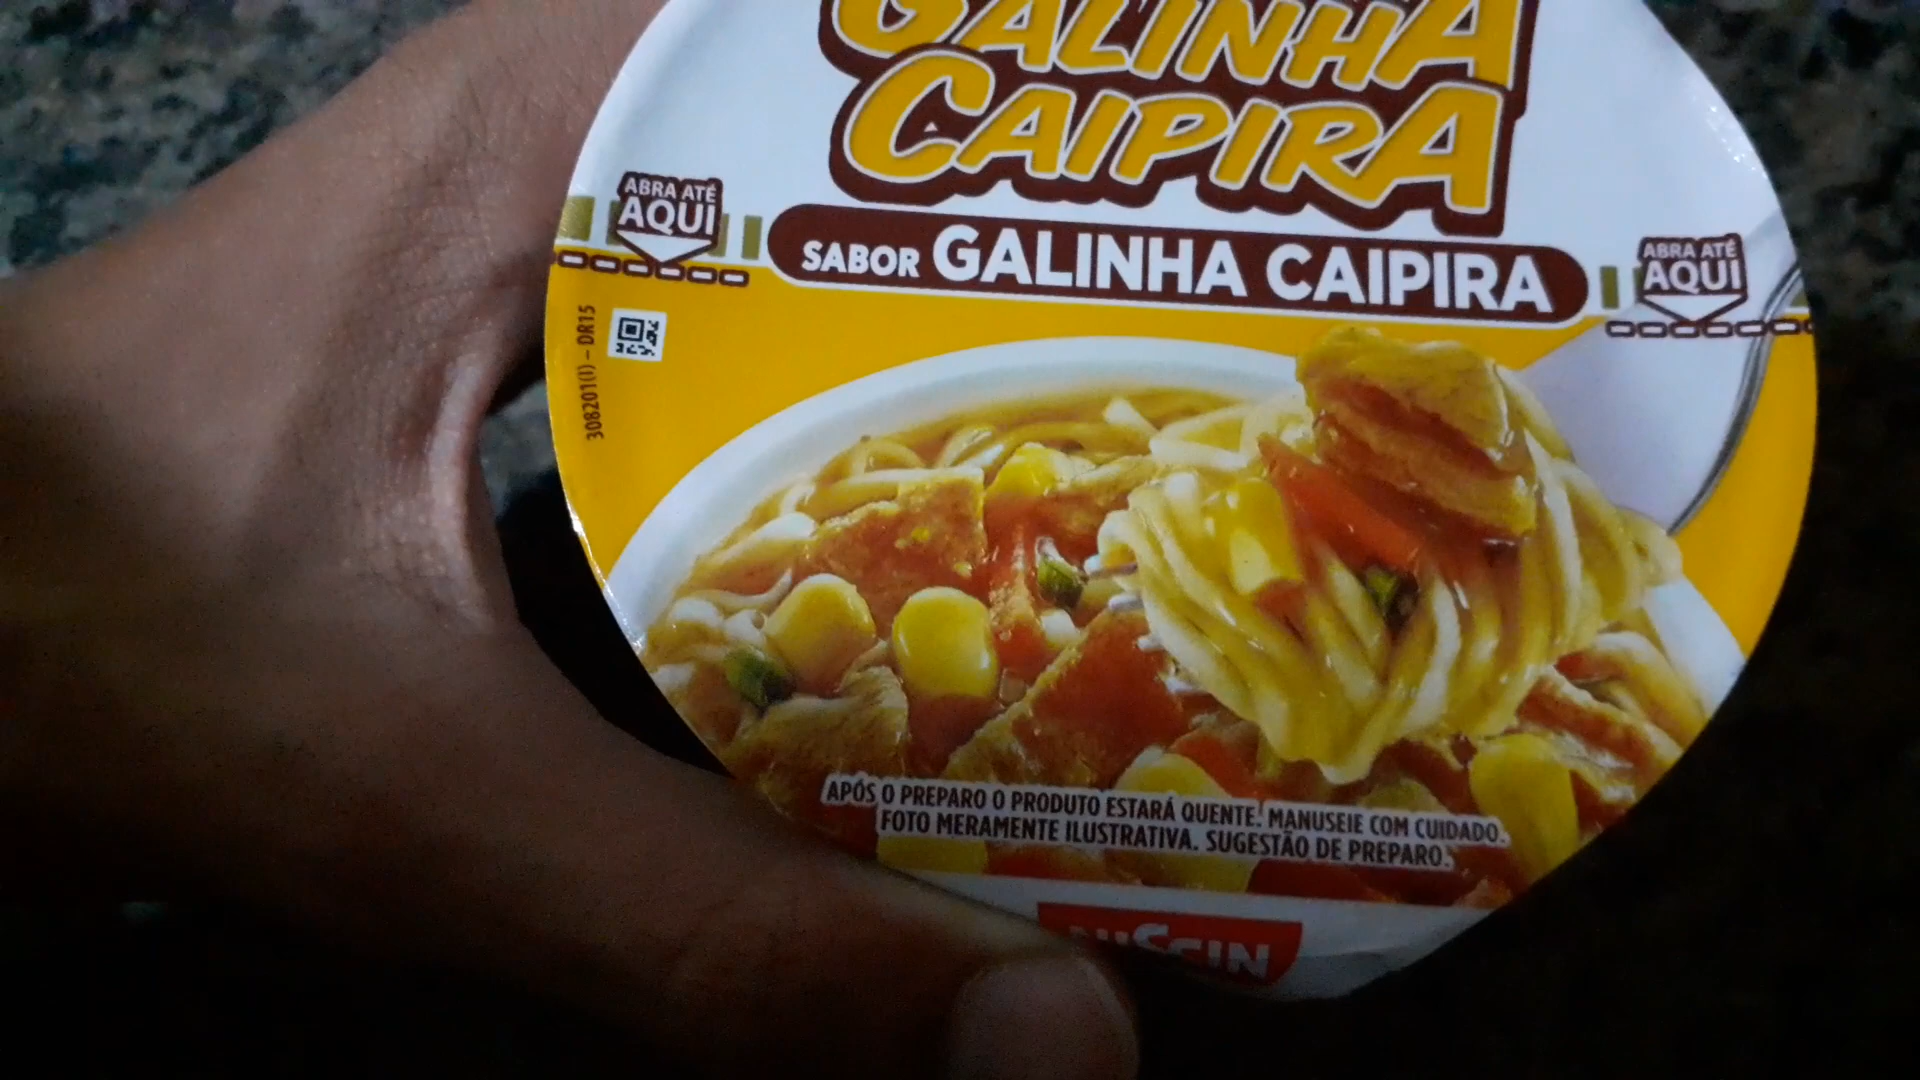 GALINHA
CAIPIRA
SABOR GALINHA CAIPIRA
ABRA ATÉ
AQUI
ABRA ATÉ
AQUI
308201(I) – DR15
APÓS O PREPARO O PRODUTO ESTARÁ QUENTE. MANUSEIE COM CUIDADO.
FOTO MERAMENTE ILUSTRATIVA. SUGESTÃO DE PREPARO.
NISSIN